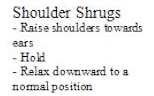 Shoulder Shrugs
- Raise shoulders towards
ears
- Hold
- Relax downward to a
normal position